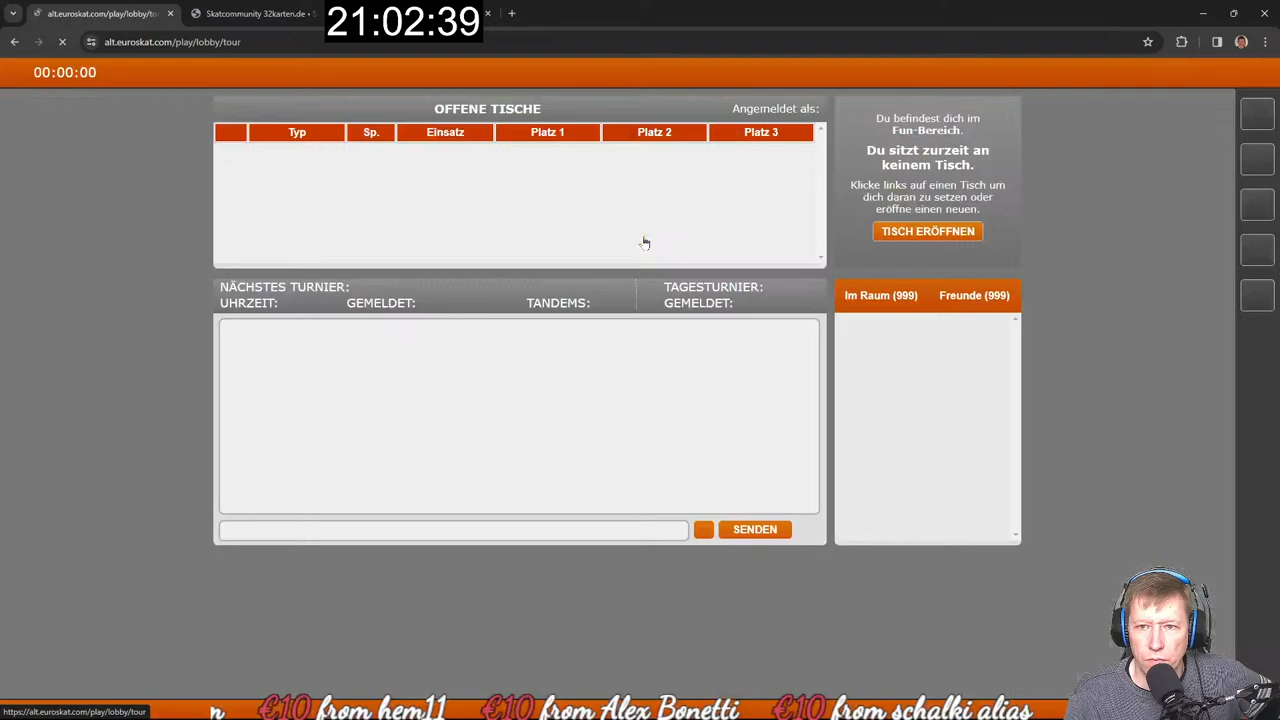 alt.euroskat.com/play/lobby/to
Skatcommunity 32karten.de • S
21:02:39
alt.euroskat.com/play/lobby/tour
00:00:00
OFFENE TISCHE
Angemeldet als:
Typ
Sp.
Einsatz
Platz 1
Platz 2
Platz 3
Du befindest dich im
Fun-Bereich.
Du sitzt zurzeit an
keinem Tisch.
Klicke links auf einen Tisch um
dich daran zu setzen oder
eröffne einen neuen.
TISCH ERÖFFNEN
NÄCHSTES TURNIER:
UHRZEIT:
GEMELDET:
TANDEMS:
TAGESTURNIER:
GEMELDET:
Im Raum (999)
Freunde (999)
SENDEN
https://alt.euroskat.com/play/lobby/tour
n €10 from hem11 €10 from Alex Bonetti €10 from schalki alias